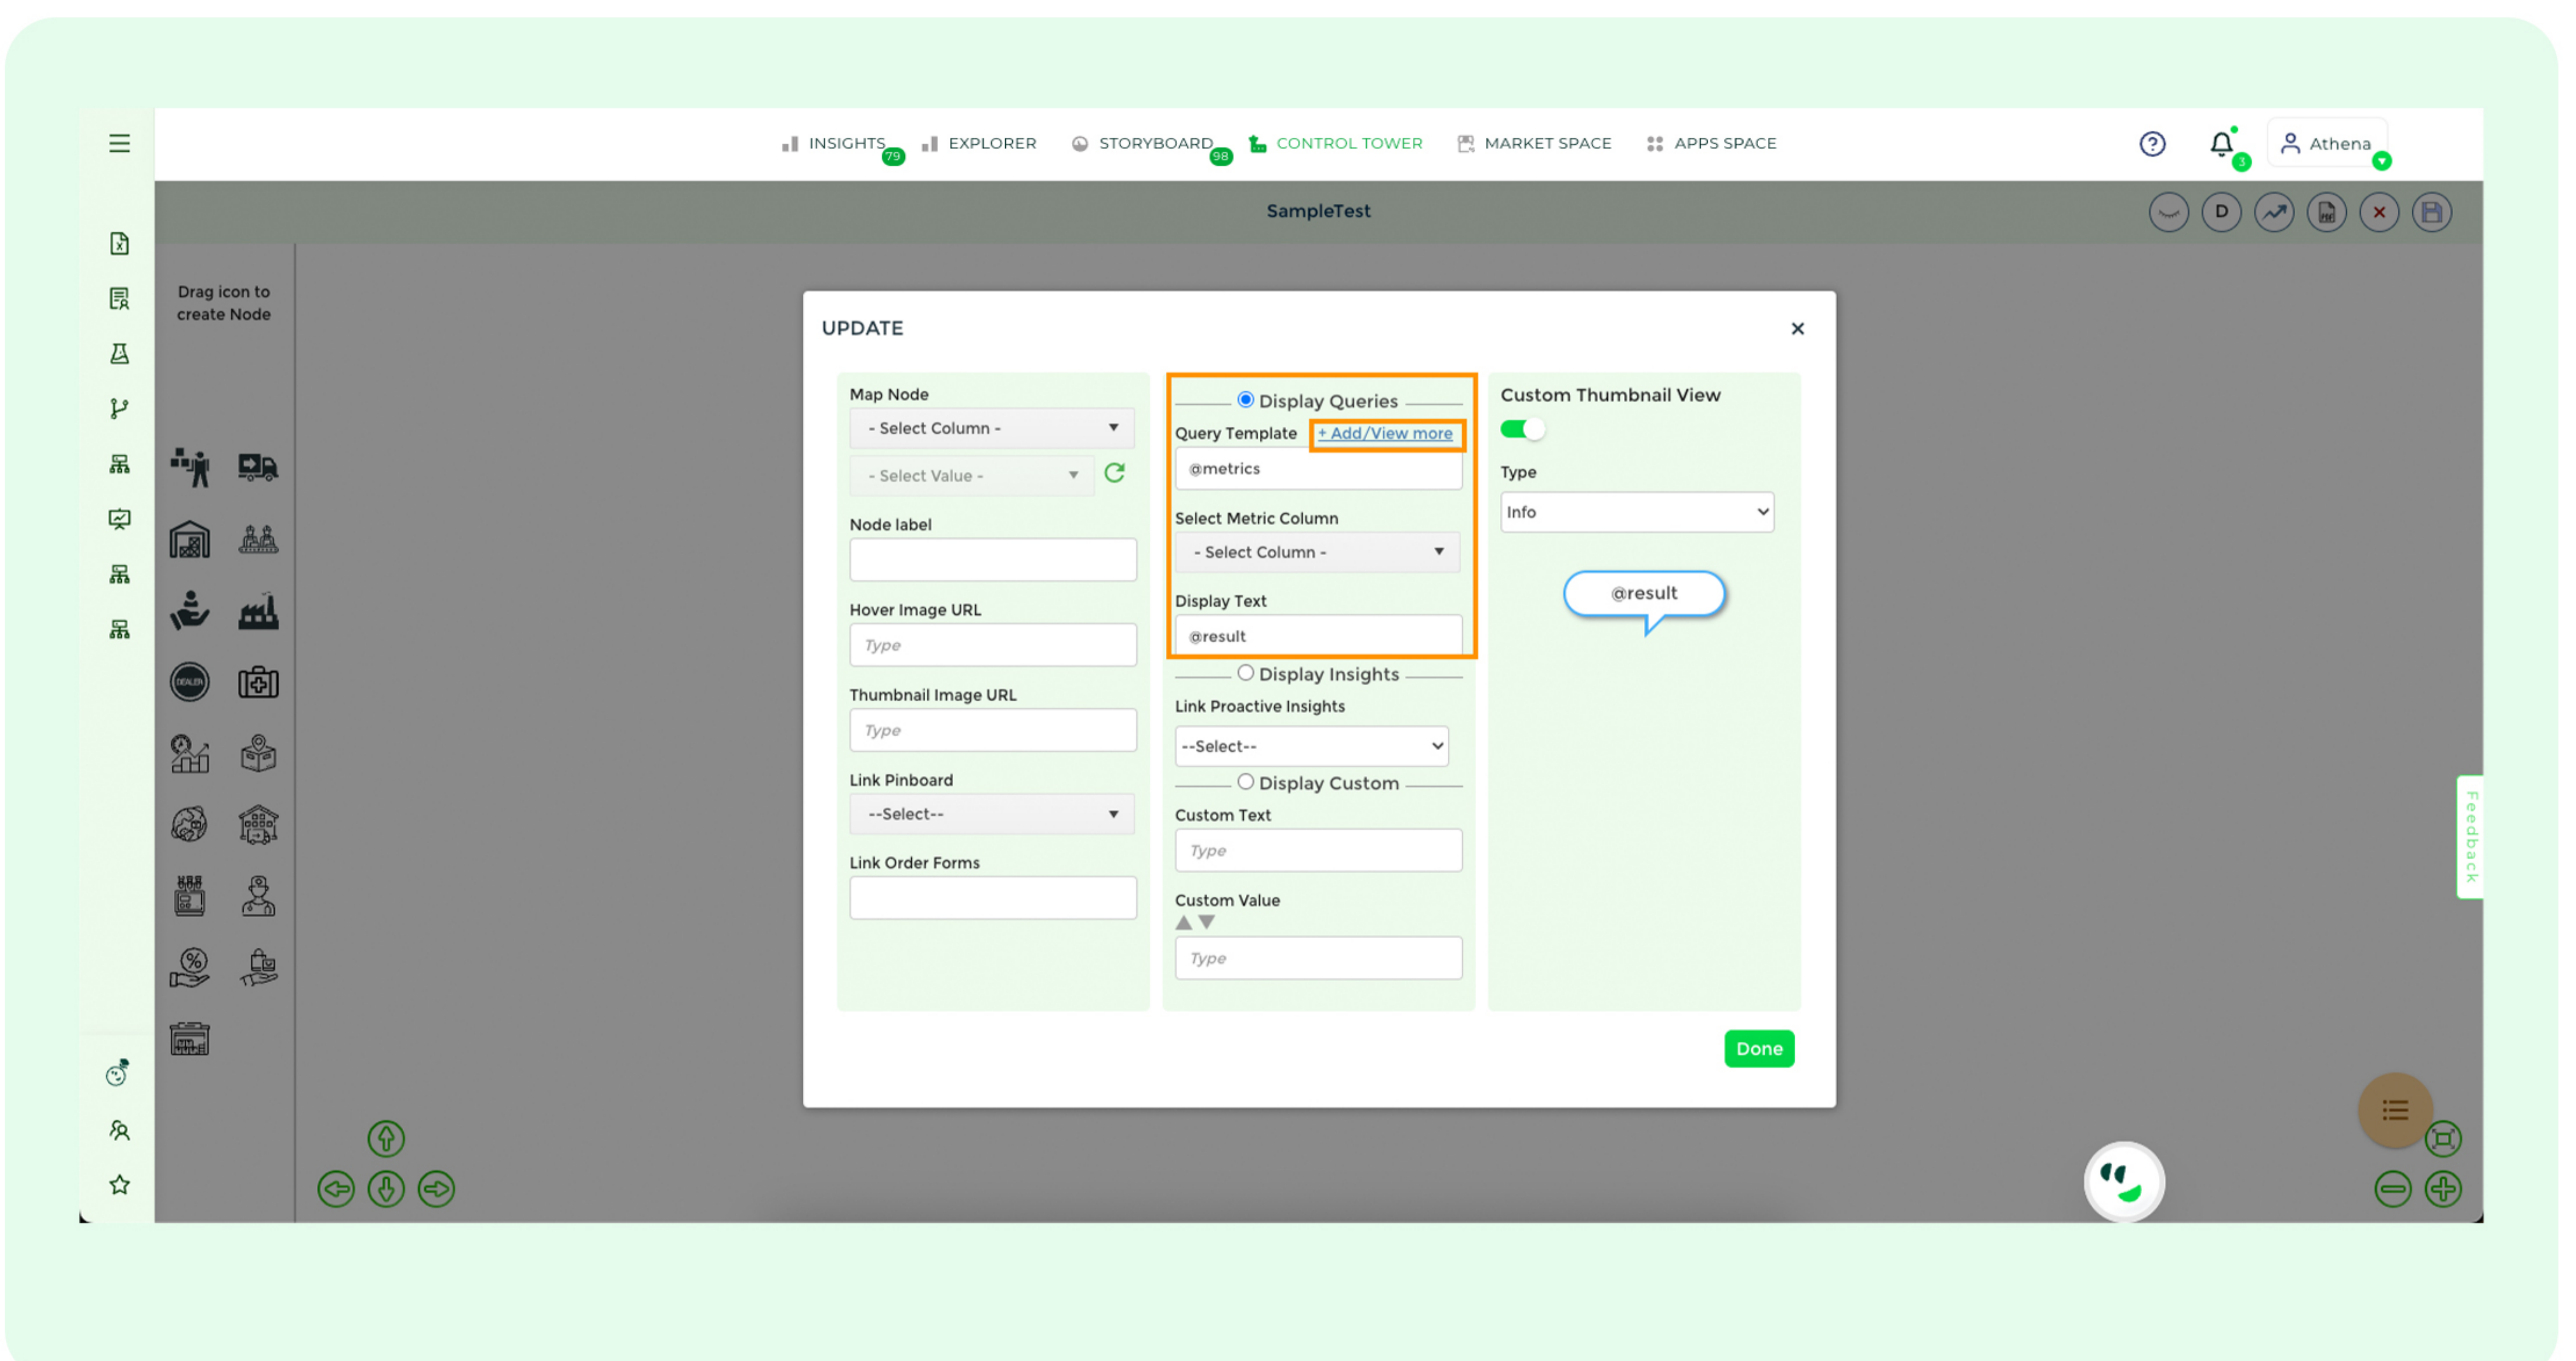 INSIGHTS 79 EXPLORER STORYBOARD 98 CONTROL TOWER MARKET SPACE APPS SPACE
? 3 Athena
SampleTest
D PDF
Drag icon to
create Node
DEALER
UPDATE
Map Node
- Select Column -
- Select Value -
Node label
Hover Image URL
Type
Thumbnail Image URL
Type
Link Pinboard
--Select--
Link Order Forms
Display Queries
Query Template + Add/View more
@metrics
Select Metric Column
- Select Column -
Display Text
@result
Display Insights
Link Proactive Insights
--Select--
Display Custom
Custom Text
Type
Custom Value
Type
Custom Thumbnail View
Type
Info
@result
Done
Feedback